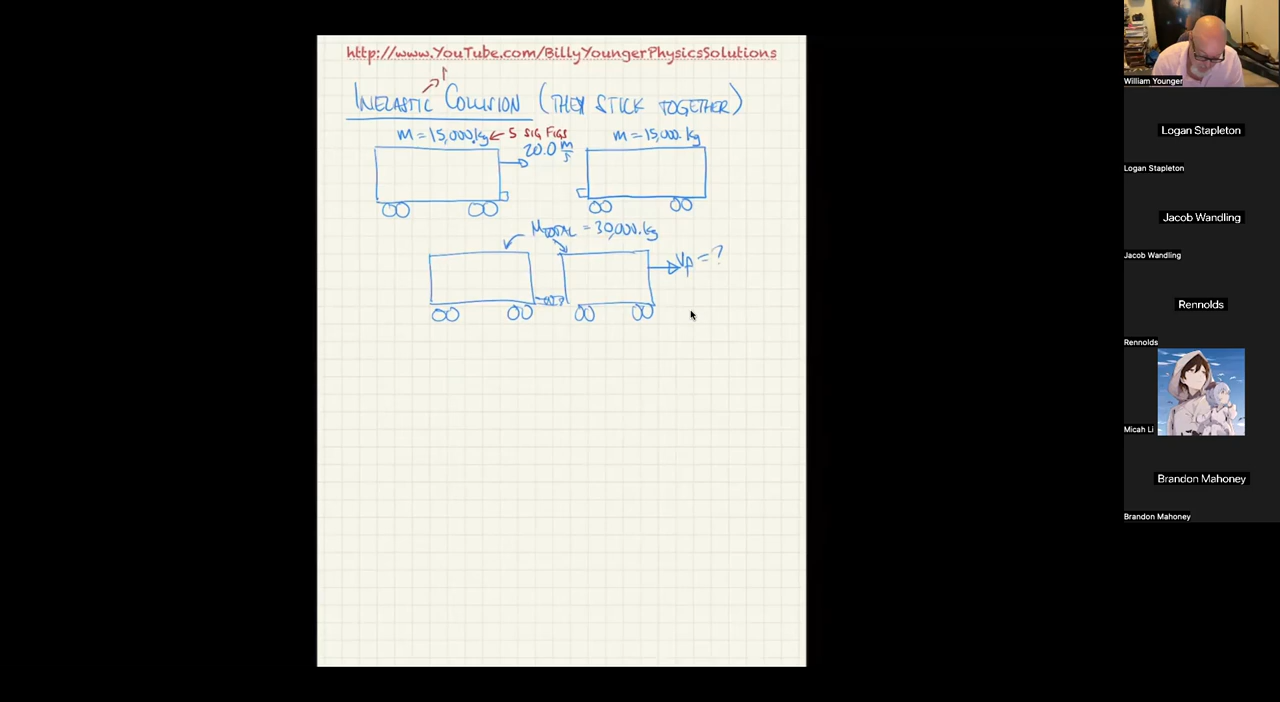 http://www.YouTube.com/BillyYoungerPhysicsSolutions
INELASTIC COLLISION (THEY STICK TOGETHER)
m = 15,000.kg ← 5 SIG FIGS
m = 15,000. kg
20.0 m/s
MTOTAL = 30,000.kg
Vf = ?
William Younger
Logan Stapleton
Logan Stapleton
Jacob Wandling
Jacob Wandling
Rennolds
Rennolds
Micah Li
Brandon Mahoney
Brandon Mahoney